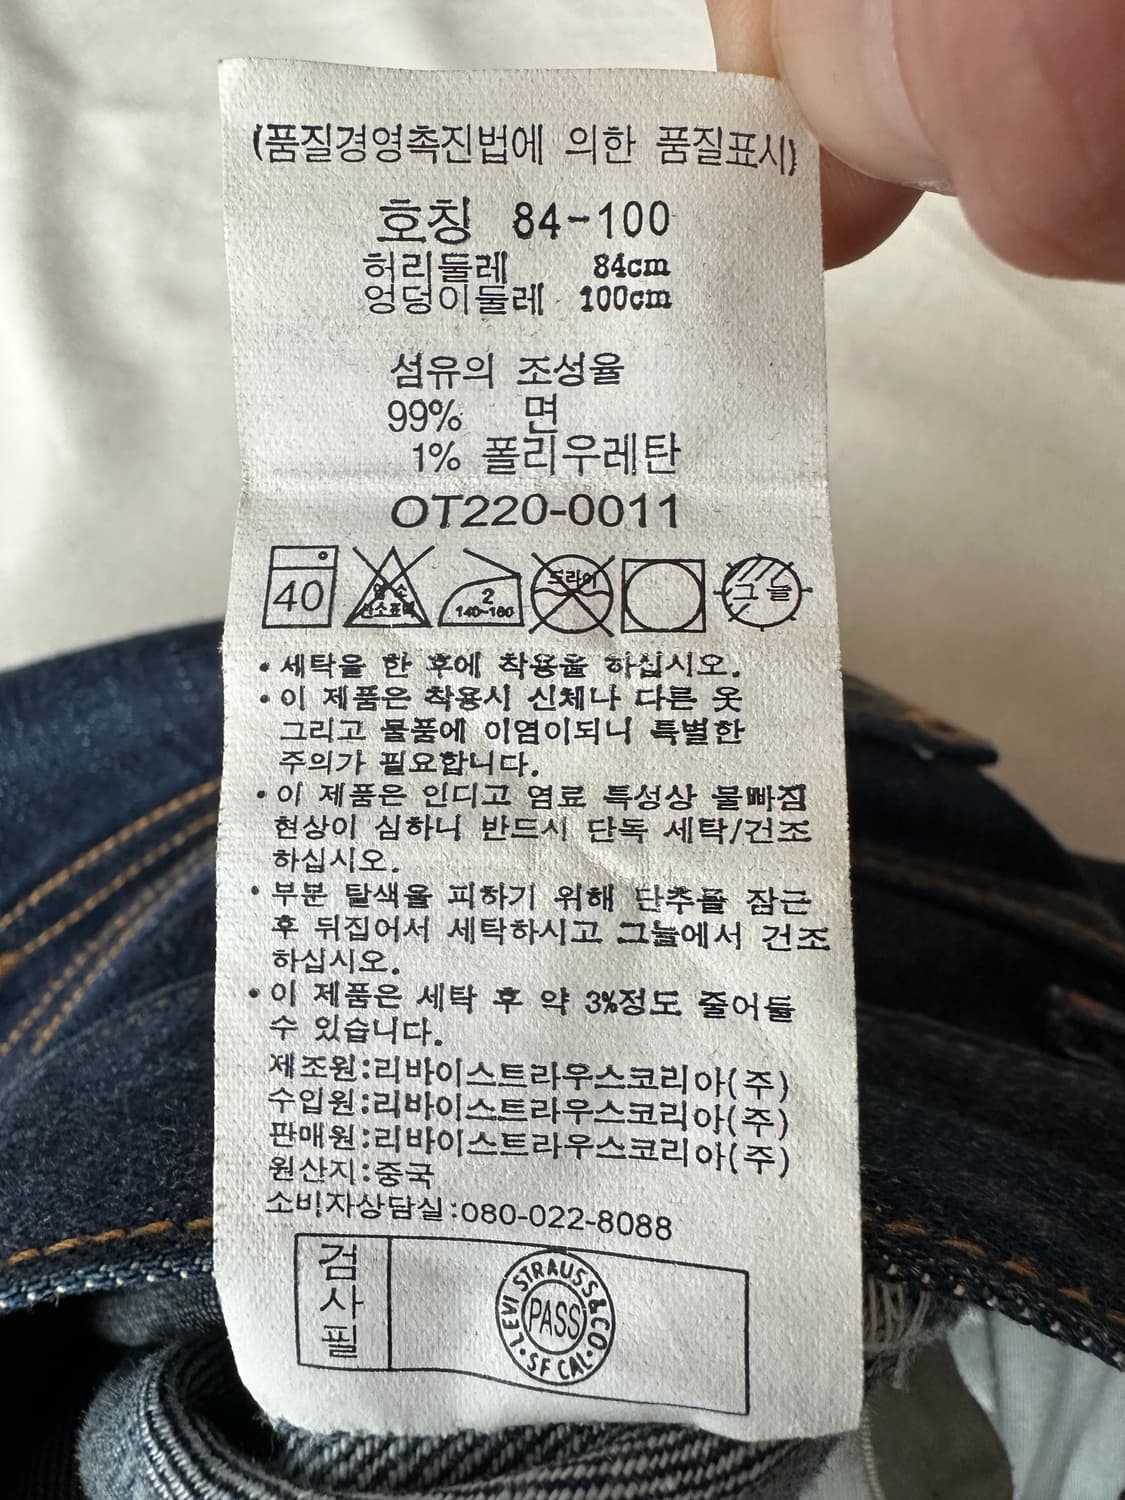 (품질경영촉진법에 의한 품질표시)
호칭 84-100
허리둘레 84cm
엉덩이둘레 100cm
섬유의 조성율
99% 면
1% 폴리우레탄
OT220-0011
40
산소표백
2
140~160
드라이
그늘
• 세탁을 한 후에 착용을 하십시오.
• 이 제품은 착용시 신체나 다른 옷
그리고 물품에 이염이되니 특별한
주의가 필요합니다.
• 이 제품은 인디고 염료 특성상 물빠짐
현상이 심하니 반드시 단독 세탁/건조
하십시오.
• 부분 탈색을 피하기 위해 단추를 잠근
후 뒤집어서 세탁하시고 그늘에서 건조
하십시오.
• 이 제품은 세탁 후 약 3%정도 줄어들
수 있습니다.
제조원:리바이스트라우스코리아(주)
수입원:리바이스트라우스코리아(주)
판매원:리바이스트라우스코리아(주)
원산지:중국
소비자상담실:080-022-8088
검사필
LEVI STRAUSS & CO
PASS
SF CAL